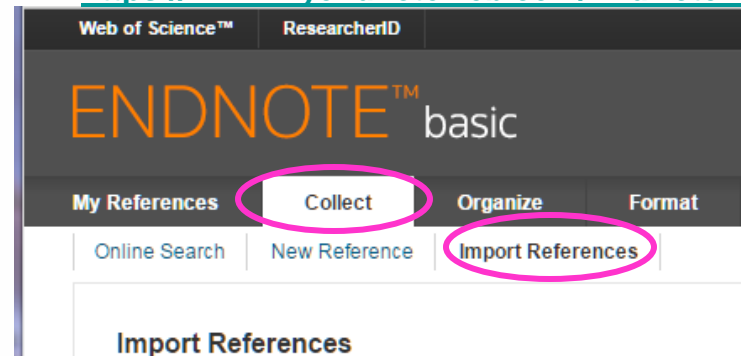 Web of Science™ ResearcherID
ENDNOTE™ basic
My References Collect Organize Format
Online Search New Reference Import References
Import References